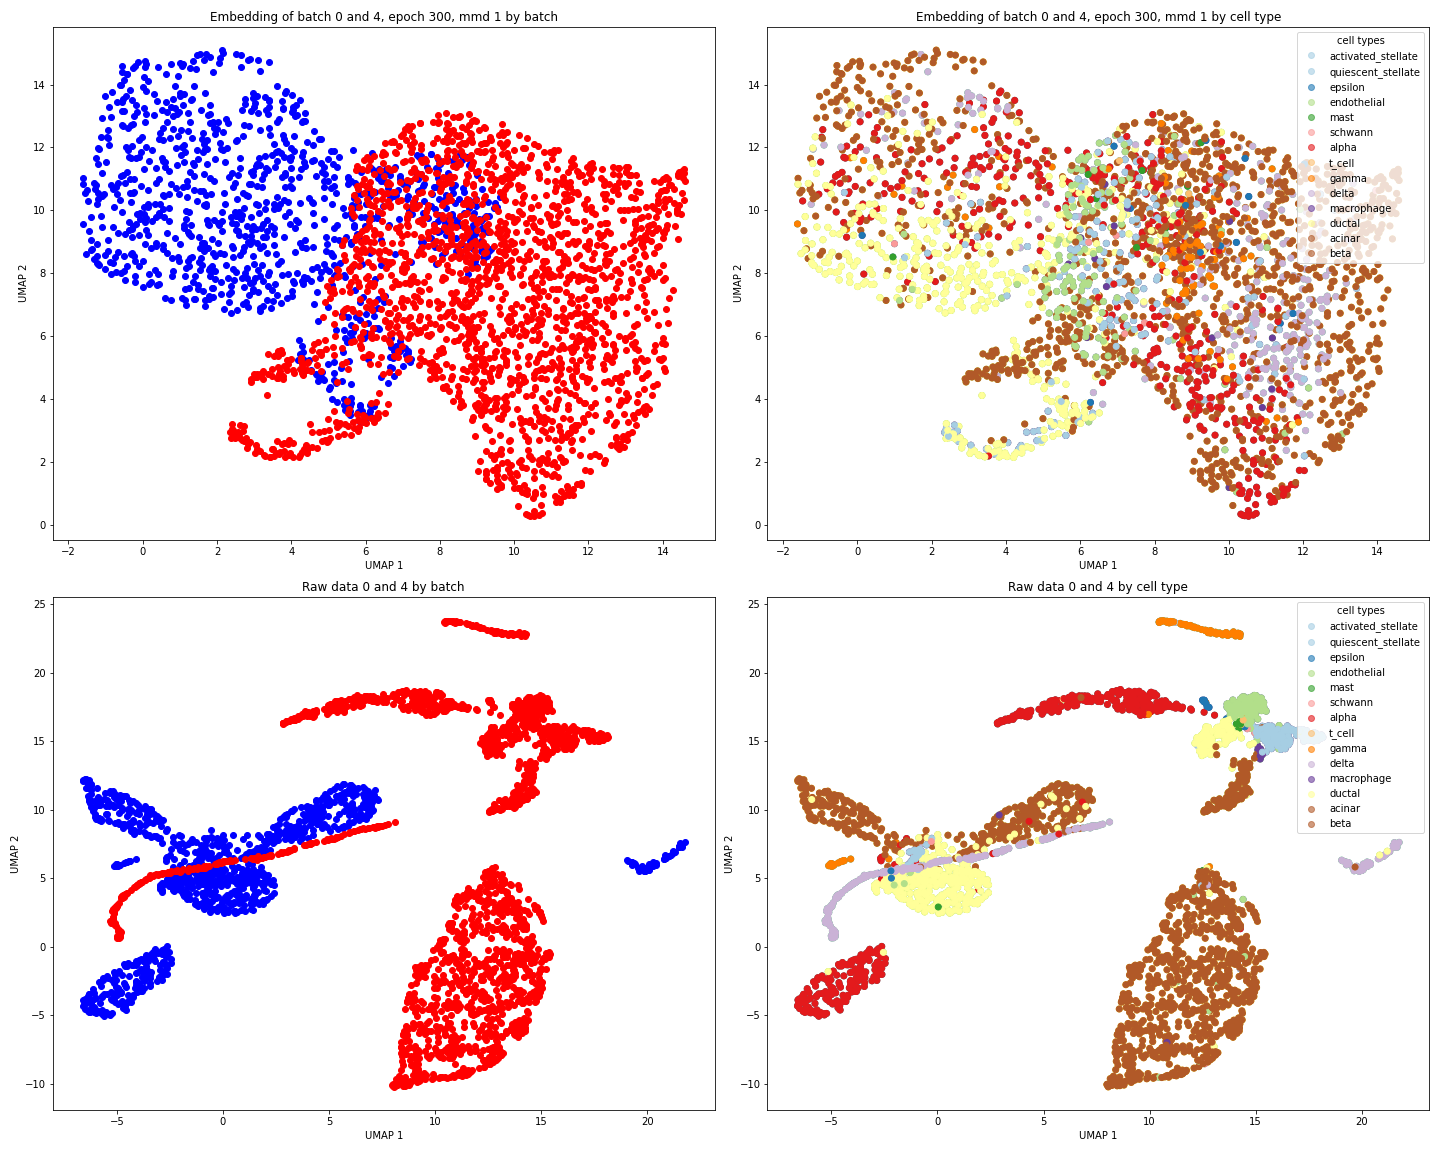 Embedding of batch 0 and 4, epoch 300, mmd 1 by batch
UMAP 2
14
12
10
8
6
4
2
0
−2
0
2
4
6
8
10
12
14
UMAP 1
Embedding of batch 0 and 4, epoch 300, mmd 1 by cell type
cell types
activated_stellate
quiescent_stellate
epsilon
endothelial
mast
schwann
alpha
t_cell
gamma
delta
macrophage
ductal
acinar
beta
UMAP 2
14
12
10
8
6
4
2
0
−2
0
2
4
6
8
10
12
14
UMAP 1
Raw data 0 and 4 by batch
UMAP 2
25
20
15
10
5
0
−5
−10
−5
0
5
10
15
20
UMAP 1
Raw data 0 and 4 by cell type
cell types
activated_stellate
quiescent_stellate
epsilon
endothelial
mast
schwann
alpha
t_cell
gamma
delta
macrophage
ductal
acinar
beta
UMAP 2
25
20
15
10
5
0
−5
−10
−5
0
5
10
15
20
UMAP 1